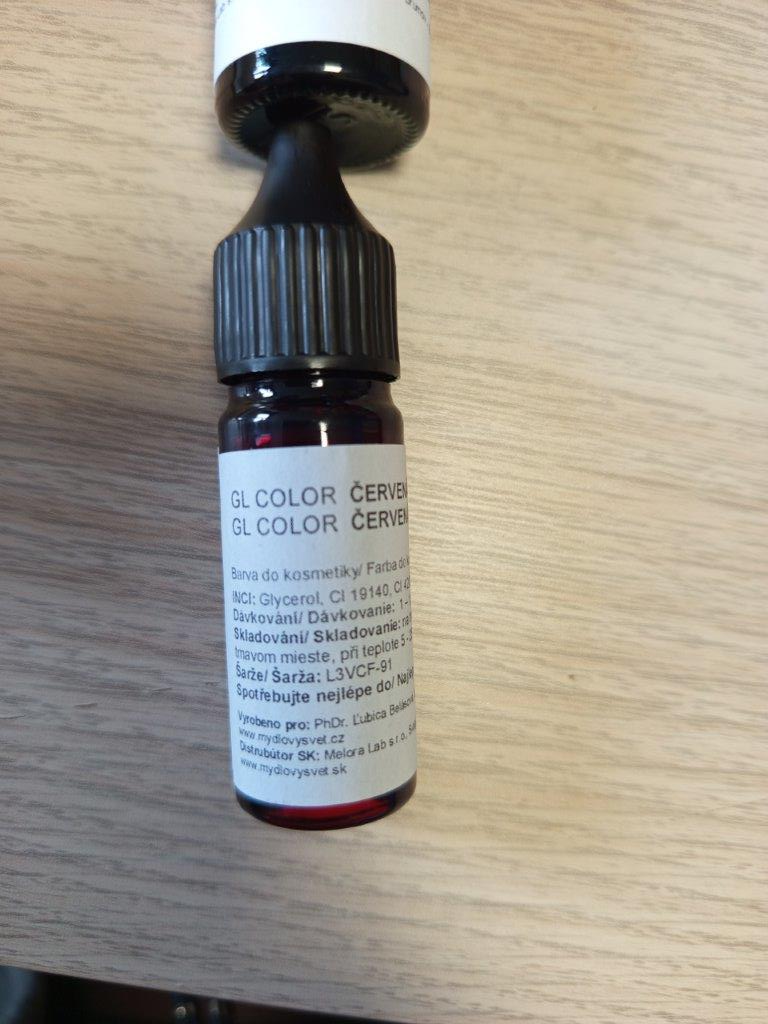 GL COLOR ČERVEN
GL COLOR ČERVEN
Barva do kosmetiky/ Farba do
INCI: Glycerol, CI 19140, CI
Dávkování/ Dávkovanie: 1 -
Skladování/ Skladovanie:
tmavom mieste, při teplote 5 -
Šarže/ Šarža: L3VCF-91
Spotřebujte nejlépe do/
Vyrobeno pro: PhDr. Ľubica
www.mydlovysvet.cz
Distribútor SK: Melora Lab s.r.o.
www.mydlovysvet.sk